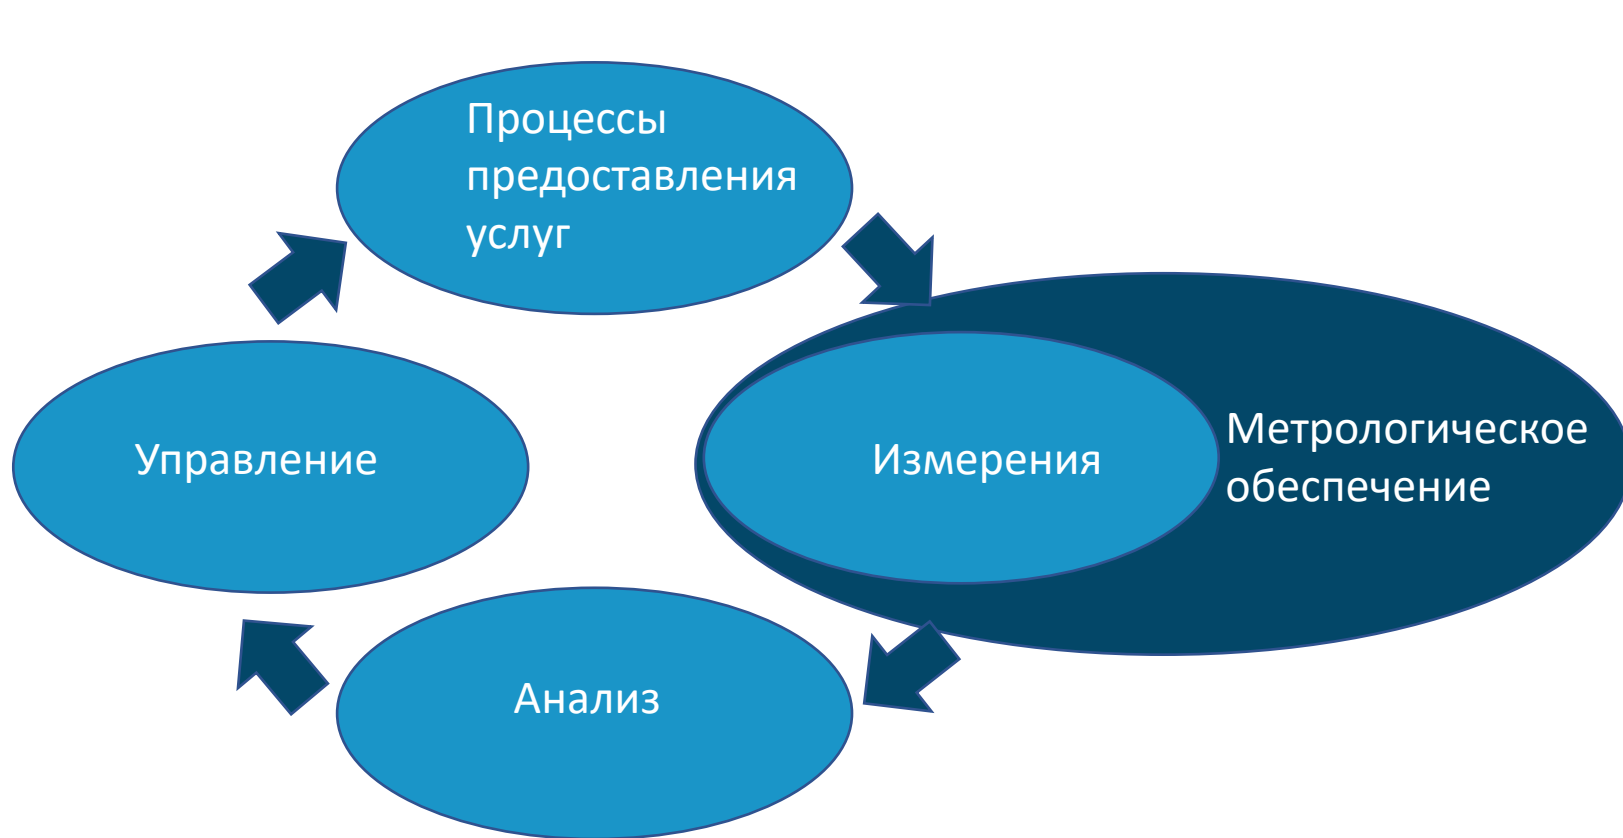 Процессы
предоставления
услуг
Управление
Измерения
Метрологическое
обеспечение
Анализ